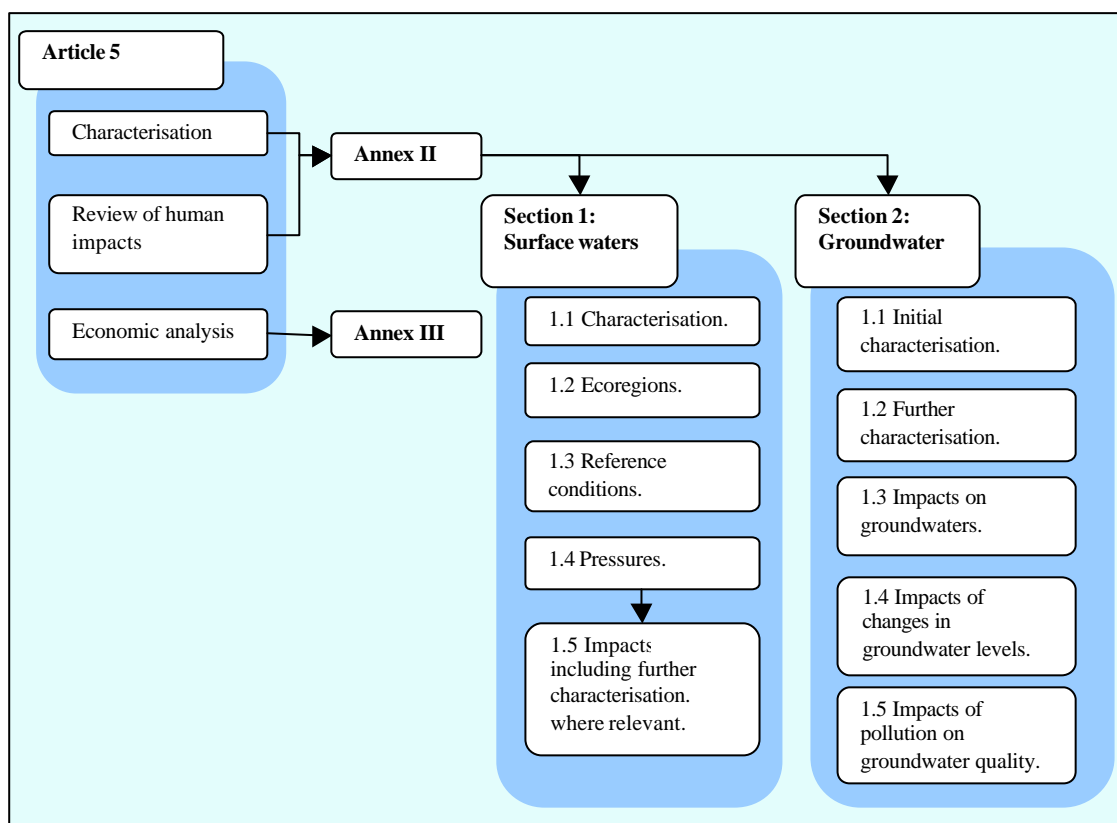 Article 5
Characterisation
Review of human
impacts
Economic analysis
Annex II
Annex III
Section 1:
Surface waters
1.1 Characterisation.
1.2 Ecoregions.
1.3 Reference
conditions.
1.4 Pressures.
1.5 Impacts
including further
characterisation.
where relevant.
Section 2:
Groundwater
1.1 Initial
characterisation.
1.2 Further
characterisation.
1.3 Impacts on
groundwaters.
1.4 Impacts of
changes in
groundwater levels.
1.5 Impacts of
pollution on
groundwater quality.